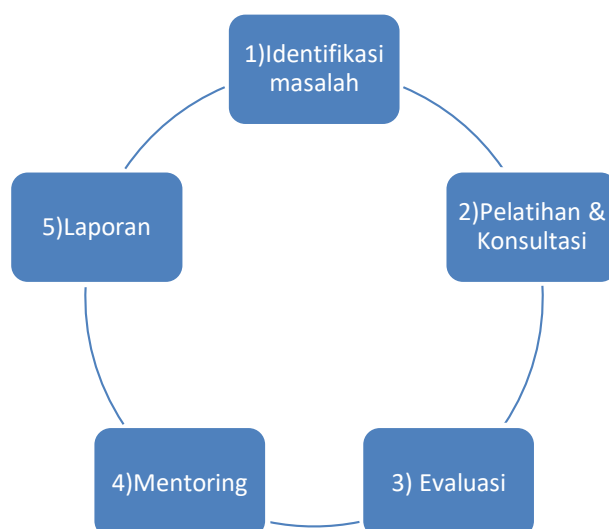 1)Identifikasi
masalah
2)Pelatihan &
Konsultasi
3) Evaluasi
4)Mentoring
5)Laporan